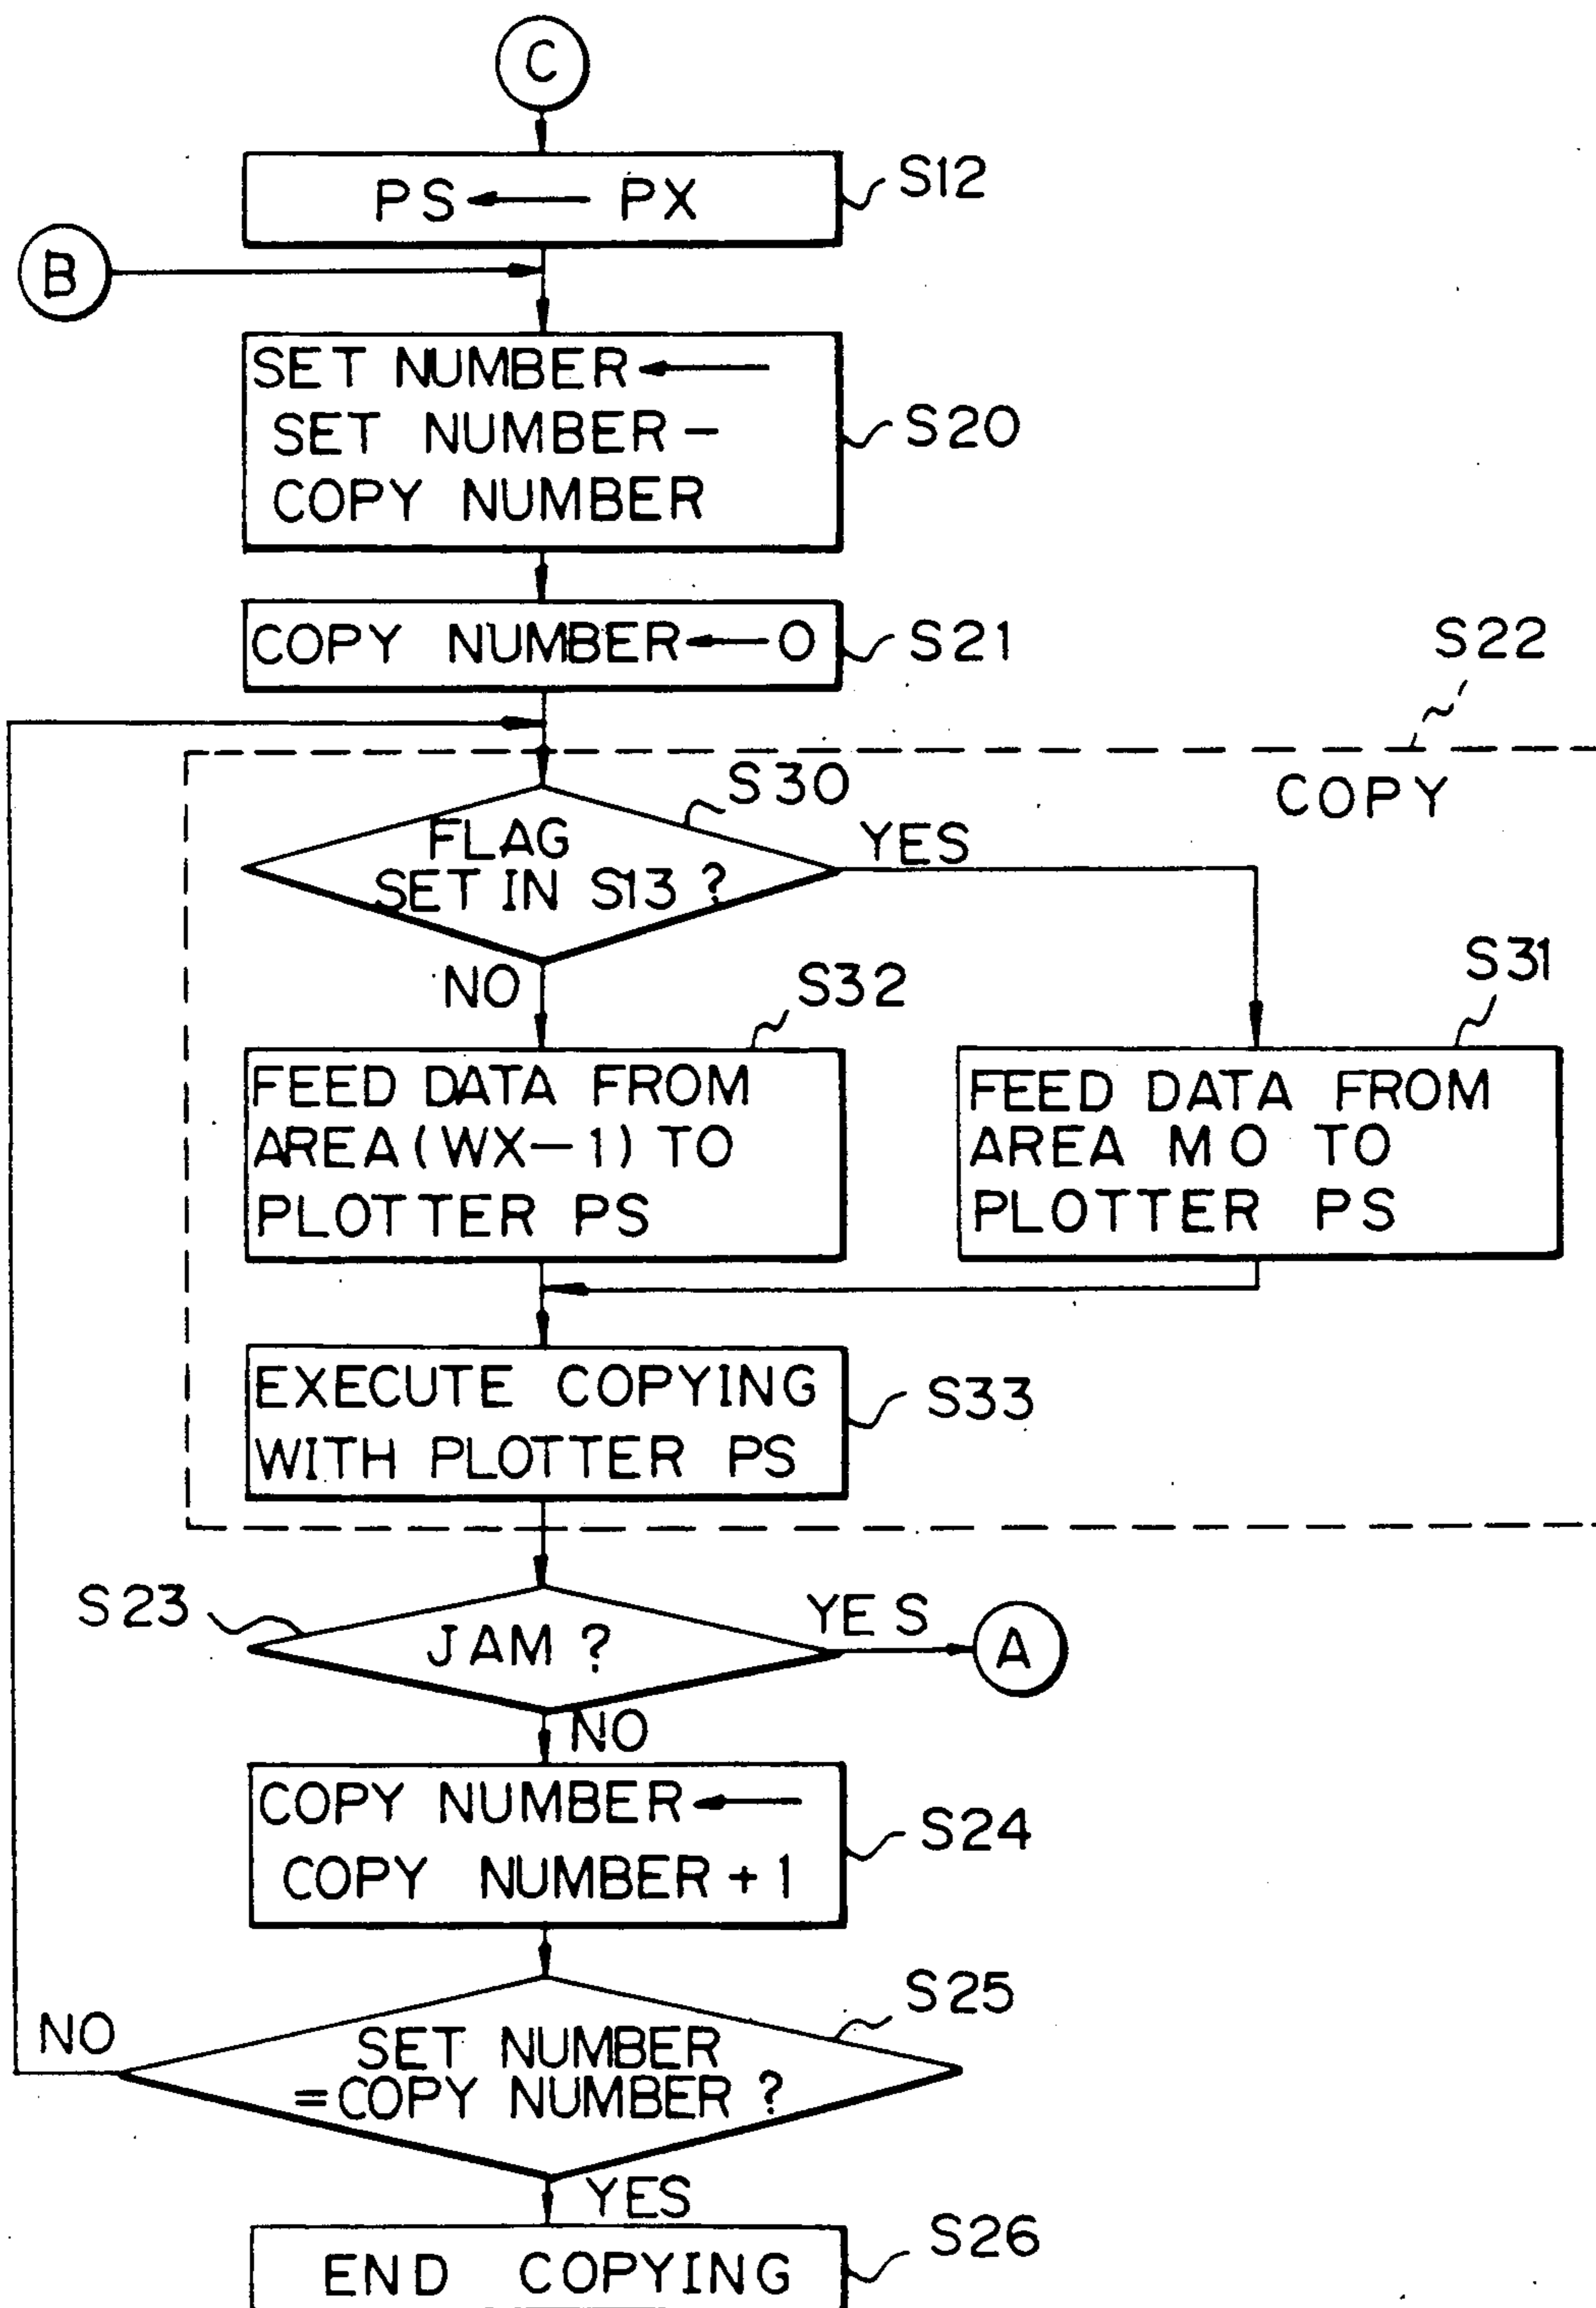 C
PS ← PX
S12
B
SET NUMBER ←
SET NUMBER -
COPY NUMBER
S20
COPY NUMBER ← 0
S21
S22
COPY
S30
FLAG
SET IN S13 ?
YES
NO
S32
S31
FEED DATA FROM
AREA (WX-1) TO
PLOTTER PS
FEED DATA FROM
AREA M0 TO
PLOTTER PS
EXECUTE COPYING
WITH PLOTTER PS
S33
S23
JAM ?
YES
A
NO
COPY NUMBER ←
COPY NUMBER + 1
S24
S25
NO
SET NUMBER
= COPY NUMBER ?
YES
S26
END COPYING